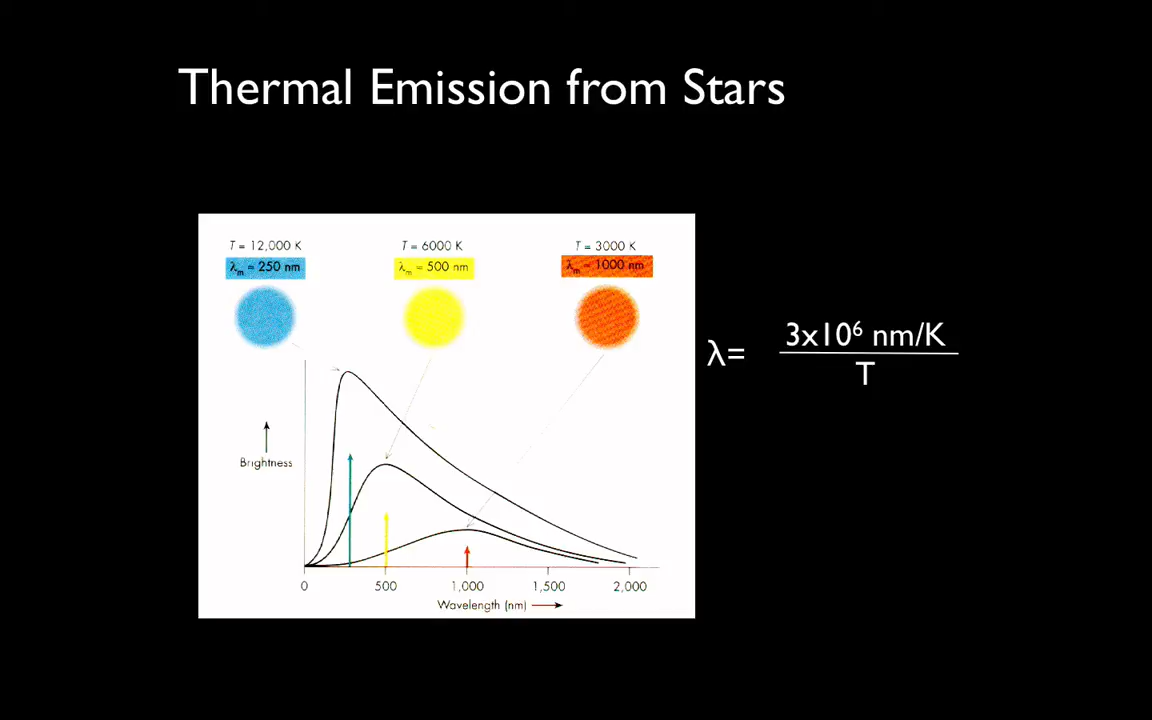 Thermal Emission from Stars
T = 12,000 K
λm = 250 nm
T = 6000 K
λm = 500 nm
T = 3000 K
λm = 1000 nm
λ=
3x10⁶ nm/K
T
Brightness
0 500 1,000 1,500 2,000
Wavelength (nm)